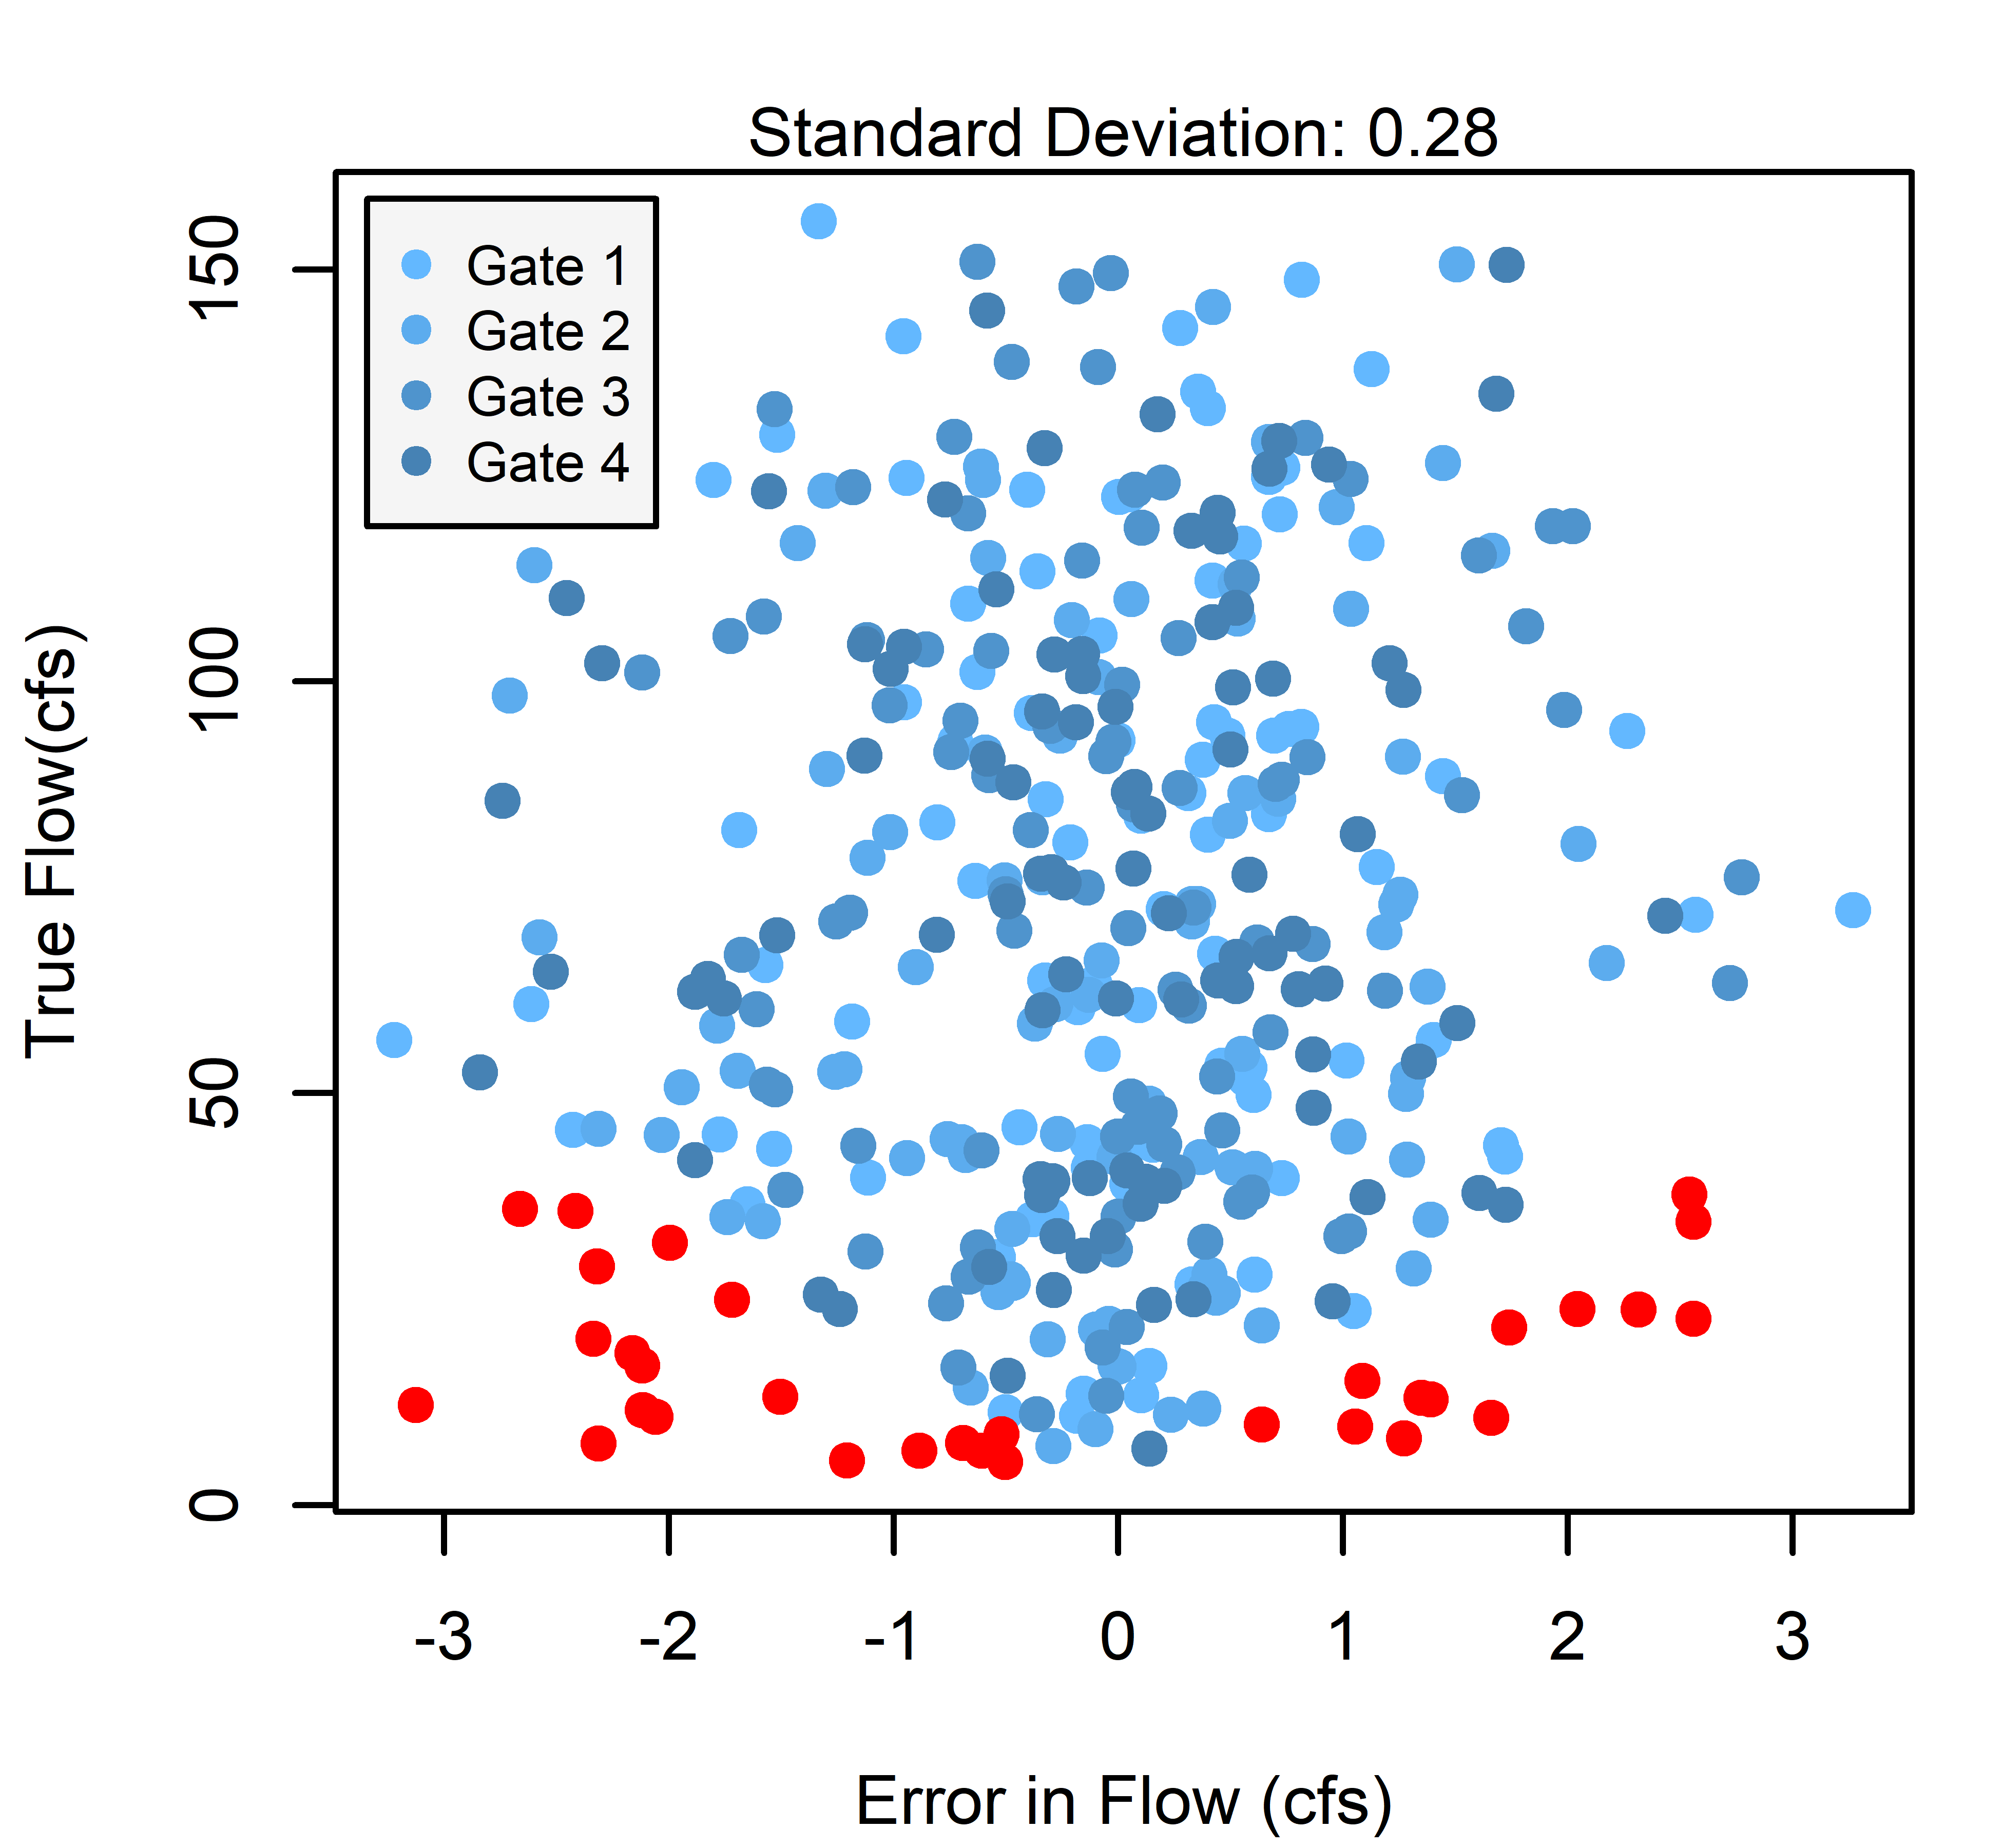 Standard Deviation: 0.28
Gate 1
Gate 2
Gate 3
Gate 4
True Flow(cfs)
150
100
50
0
-3 -2 -1 0 1 2 3
Error in Flow (cfs)